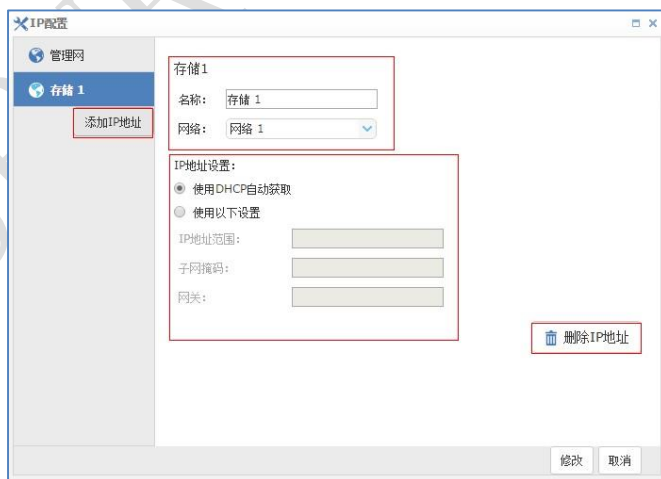 IP配置
管理网
存储 1
添加IP地址
存储1
名称: 存储 1
网络: 网络 1
IP地址设置:
使用DHCP自动获取
使用以下设置
IP地址范围:
子网掩码:
网关:
删除IP地址
修改 取消